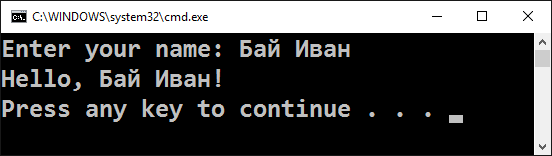 C:\WINDOWS\system32\cmd.exe
Enter your name: Бай Иван
Hello, Бай Иван!
Press any key to continue . . .